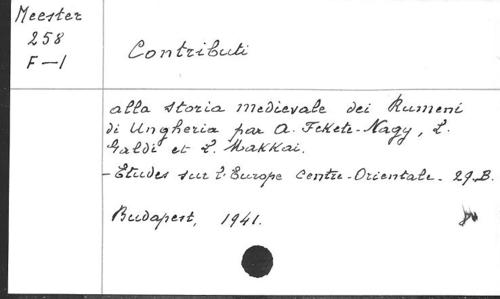 Meester
258
F-1
Contributi
alla storia medievale dei Rumeni
di Ungheria par A. Fekete-Nagy, L.
Galdi et L. Makkai.
- Etudes sur l'Europe Centre-Orientale. 29.B.
Budapest, 1941.